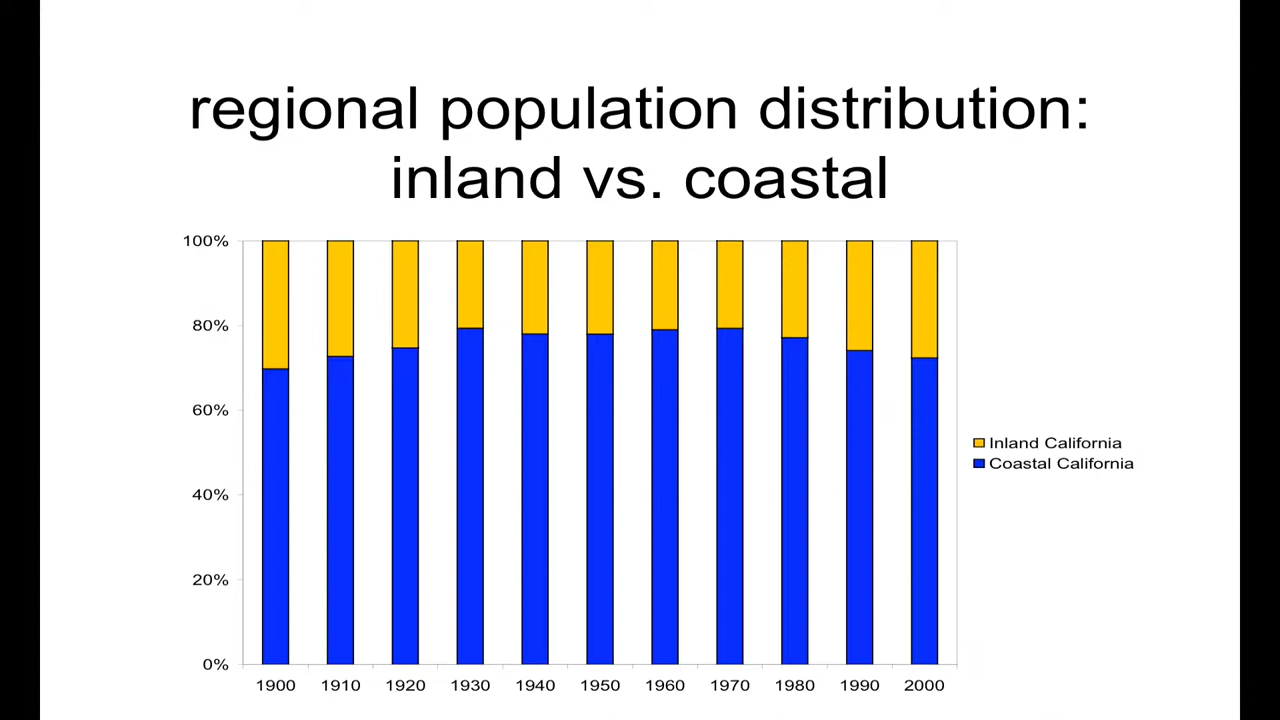 regional population distribution:
inland vs. coastal
100%
80%
60%
40%
20%
0%
Inland California
Coastal California
1900 1910 1920 1930 1940 1950 1960 1970 1980 1990 2000